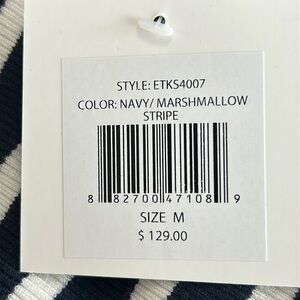 STYLE: ETKS4007
COLOR: NAVY/ MARSHMALLOW
STRIPE
8 82700 47108 9
SIZE M
$ 129.00